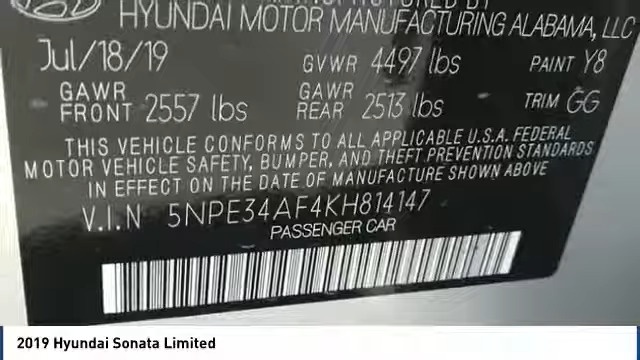 MANUFACTURED BY
HYUNDAI MOTOR MANUFACTURING ALABAMA, LLC
Jul/18/19 GVWR 4497 lbs PAINT Y8
GAWR FRONT 2557 lbs GAWR REAR 2513 lbs TRIM GG
THIS VEHICLE CONFORMS TO ALL APPLICABLE U.S.A. FEDERAL
MOTOR VEHICLE SAFETY, BUMPER, AND THEFT PREVENTION STANDARDS
IN EFFECT ON THE DATE OF MANUFACTURE SHOWN ABOVE
V.I.N 5NPE34AF4KH814147
PASSENGER CAR
2019 Hyundai Sonata Limited